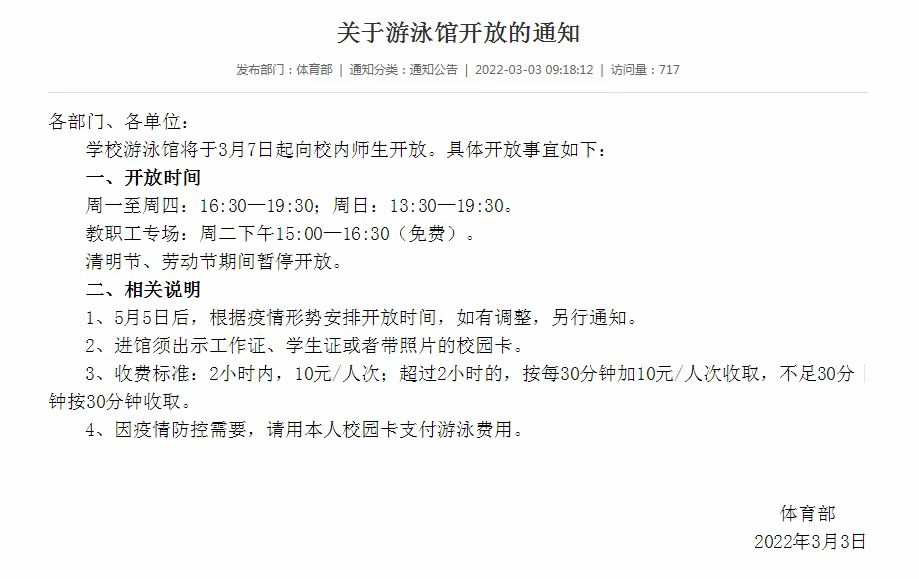 关于游泳馆开放的通知
发布部门：体育部 | 通知分类：通知公告 | 2022-03-03 09:18:12 | 访问量：717
各部门、各单位：
学校游泳馆将于3月7日起向校内师生开放。具体开放事宜如下：
一、开放时间
周一至周四：16:30—19:30；周日：13:30—19:30。
教职工专场：周二下午15:00—16:30（免费）。
清明节、劳动节期间暂停开放。
二、相关说明
1、5月5日后，根据疫情形势安排开放时间，如有调整，另行通知。
2、进馆须出示工作证、学生证或者带照片的校园卡。
3、收费标准：2小时内，10元/人次；超过2小时的，按每30分钟加10元/人次收取，不足30分
钟按30分钟收取。
4、因疫情防控需要，请用本人校园卡支付游泳费用。
体育部
2022年3月3日